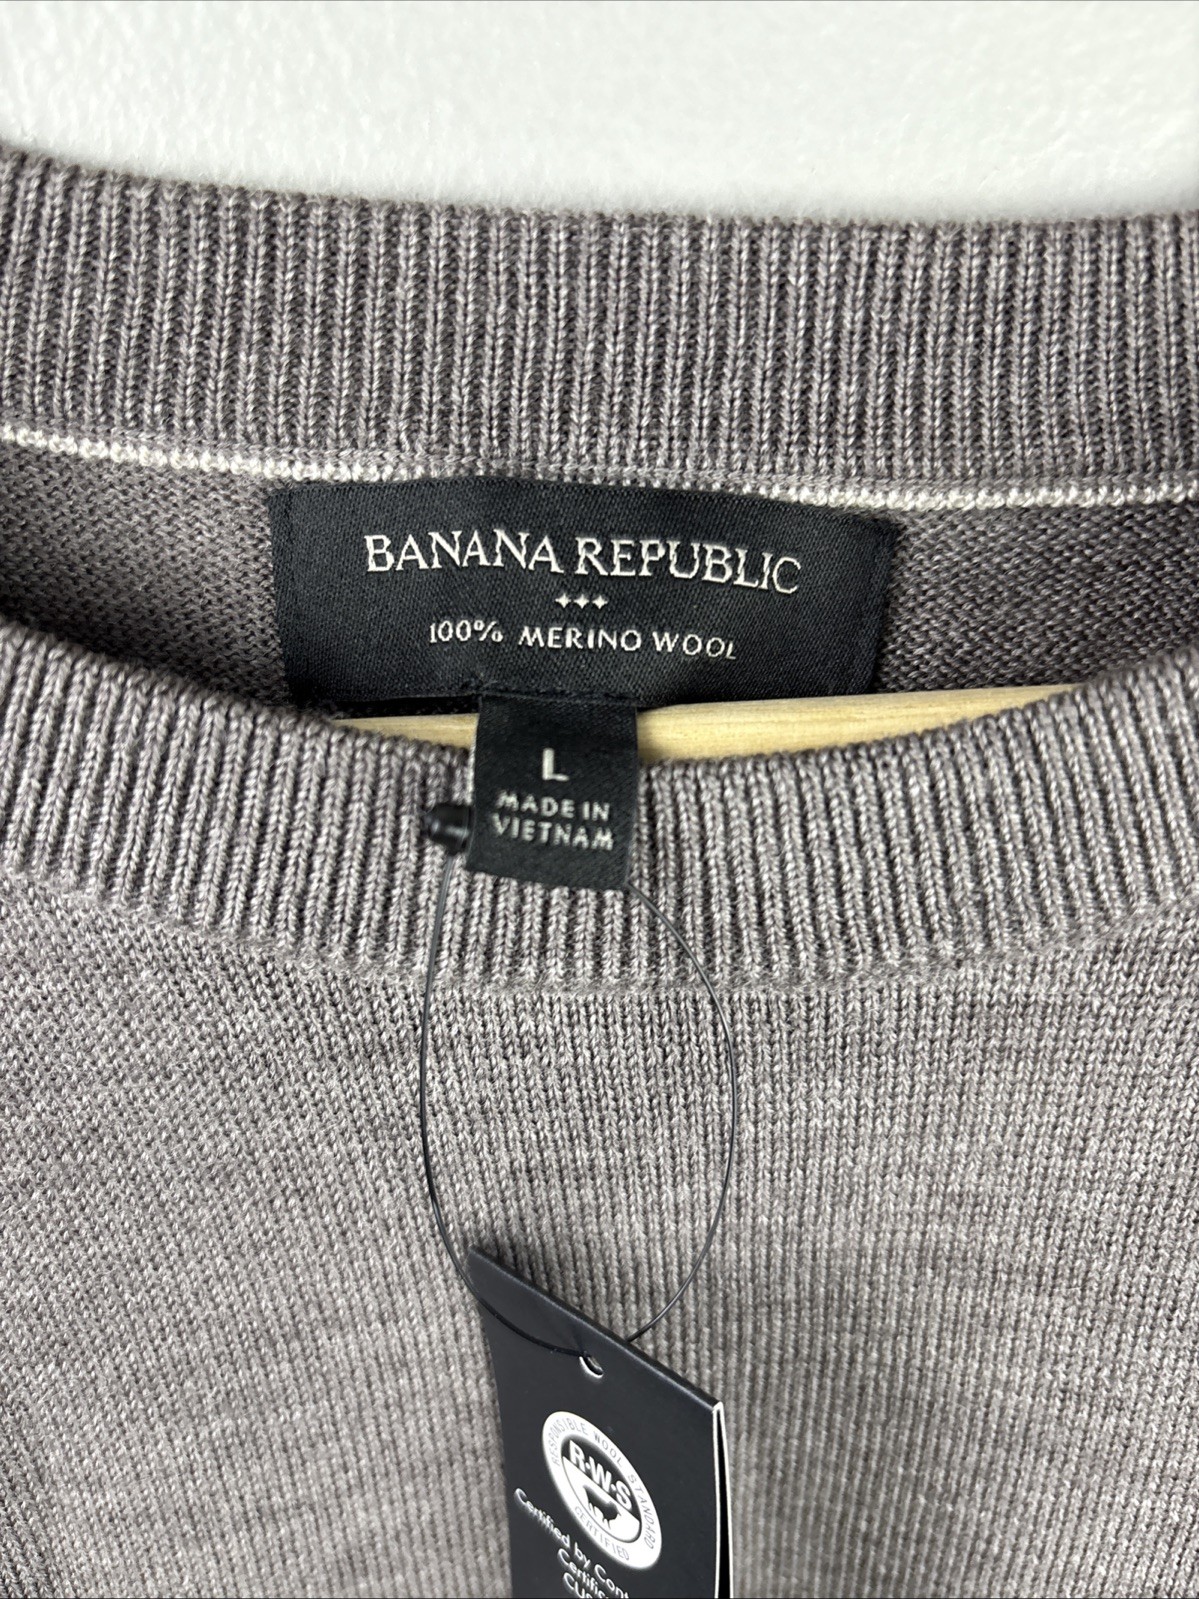 BANANA REPUBLIC
100% MERINO WOOL
L
MADE IN
VIETNAM
RESPONSIBLE WOOL STANDARD
R·W·S
CERTIFIED
Certified by